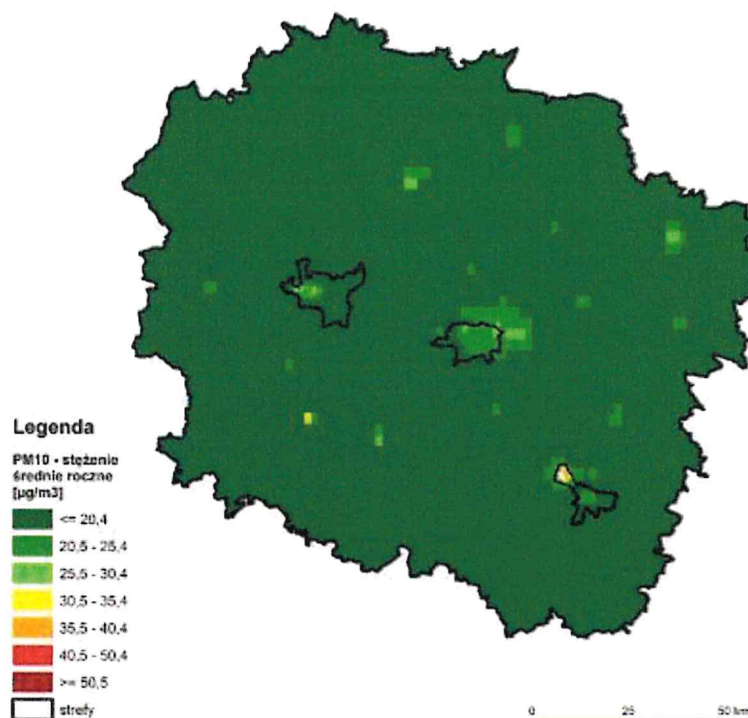 Legenda
PM10 - stężenie
średnie roczne
[µg/m3]
<= 20,4
20,5 - 25,4
25,5 - 30,4
30,5 - 35,4
35,5 - 40,4
40,5 - 50,4
>= 50,5
strefy
0 25 50 km